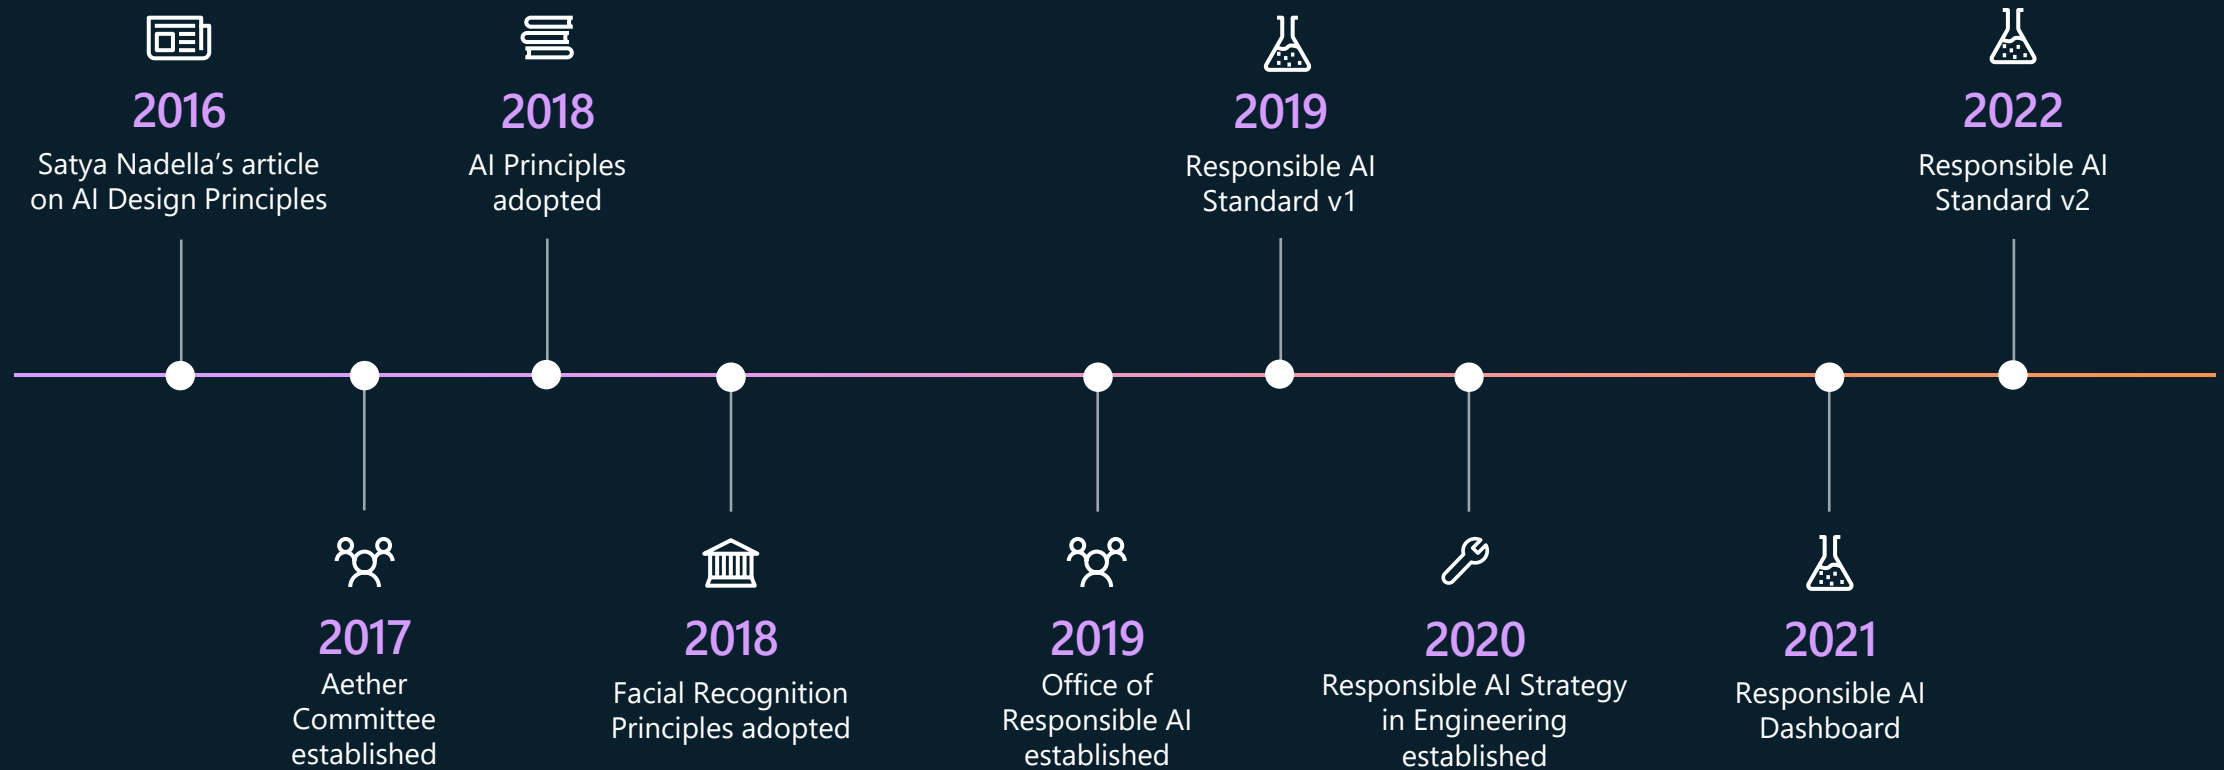 2016
Satya Nadella’s article
on AI Design Principles
2018
AI Principles
adopted
2019
Responsible AI
Standard v1
2022
Responsible AI
Standard v2
2017
Aether
Committee
established
2018
Facial Recognition
Principles adopted
2019
Office of
Responsible AI
established
2020
Responsible AI Strategy
in Engineering
established
2021
Responsible AI
Dashboard